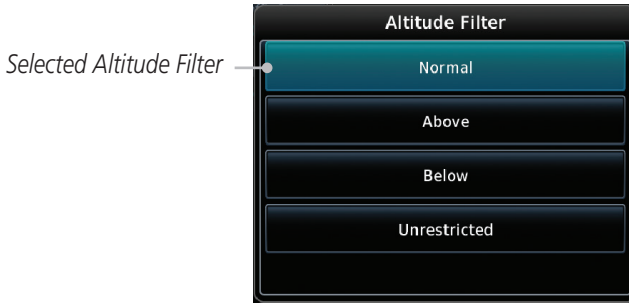 Altitude Filter
Selected Altitude Filter
Normal
Above
Below
Unrestricted